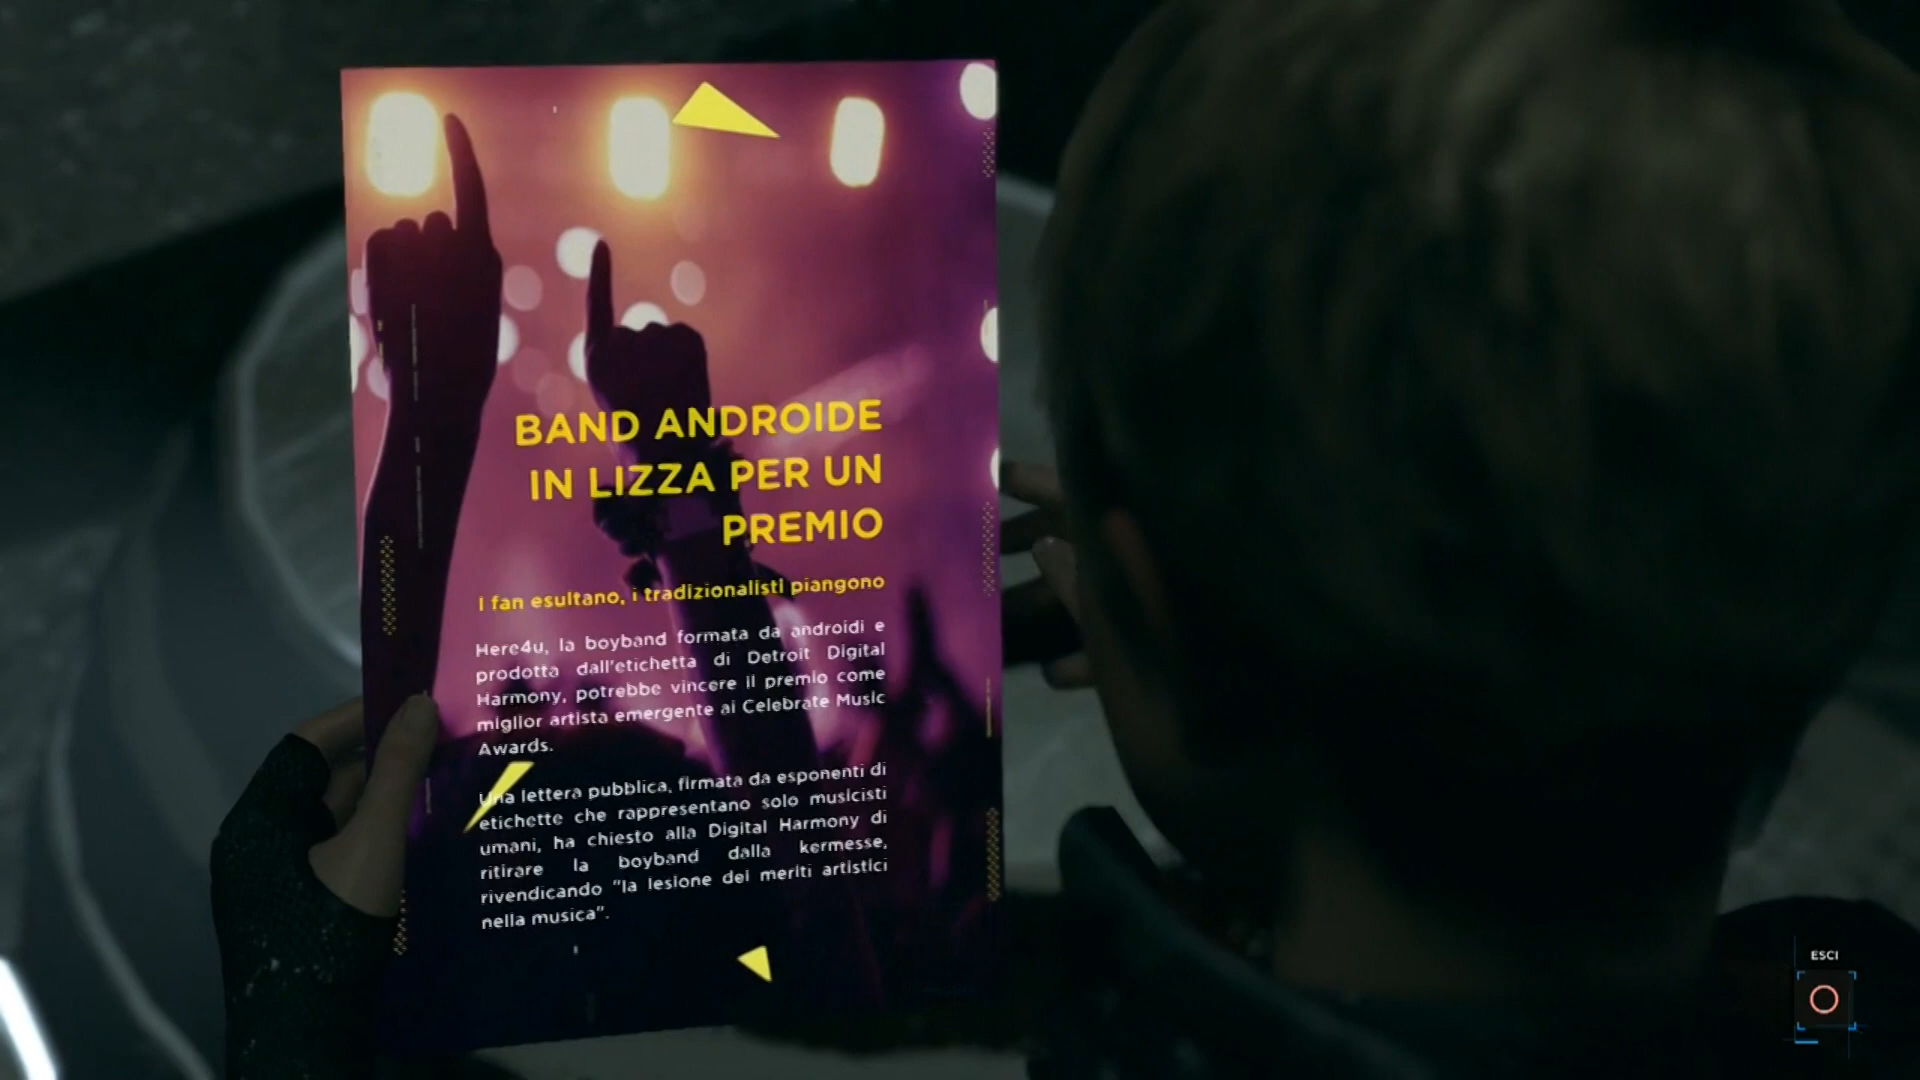 BAND ANDROIDE
IN LIZZA PER UN
PREMIO
I fan esultano, i tradizionalisti piangono
Here4u, la boyband formata da androidi e
prodotta dall'etichetta di Detroit Digital
Harmony, potrebbe vincere il premio come
miglior artista emergente ai Celebrate Music
Awards.
Una lettera pubblica, firmata da esponenti di
etichette che rappresentano solo musicisti
umani, ha chiesto alla Digital Harmony di
ritirare la boyband dalla kermesse,
rivendicando "la lesione dei meriti artistici
nella musica".
ESCI